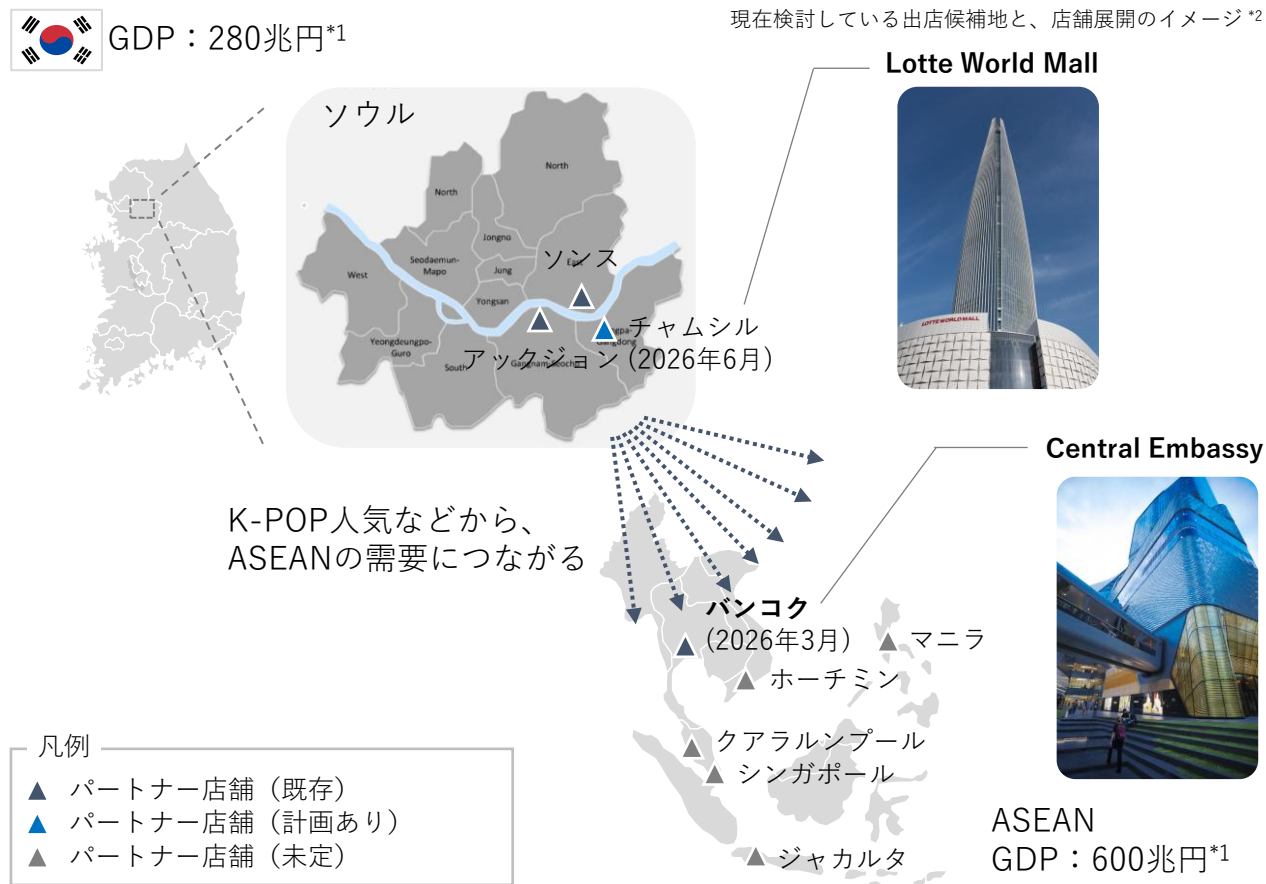 GDP：280兆円*1
現在検討している出店候補地と、店舗展開のイメージ *2
Lotte World Mall
ソウル
North
North
Jongno
ソンス
East
Seodaemun-
Mapo
Jung
West
Yongsan
チャムシル
(2026年6月)
Yeongdeungpo-
Guro
アックジョン
South
LOTTE WORLD MALL
Central Embassy
K-POP人気などから、
ASEANの需要につながる
バンコク
(2026年3月)
マニラ
ホーチミン
クアラルンプール
シンガポール
ジャカルタ
凡例
パートナー店舗（既存）
パートナー店舗（計画あり）
パートナー店舗（未定）
ASEAN
GDP：600兆円*1